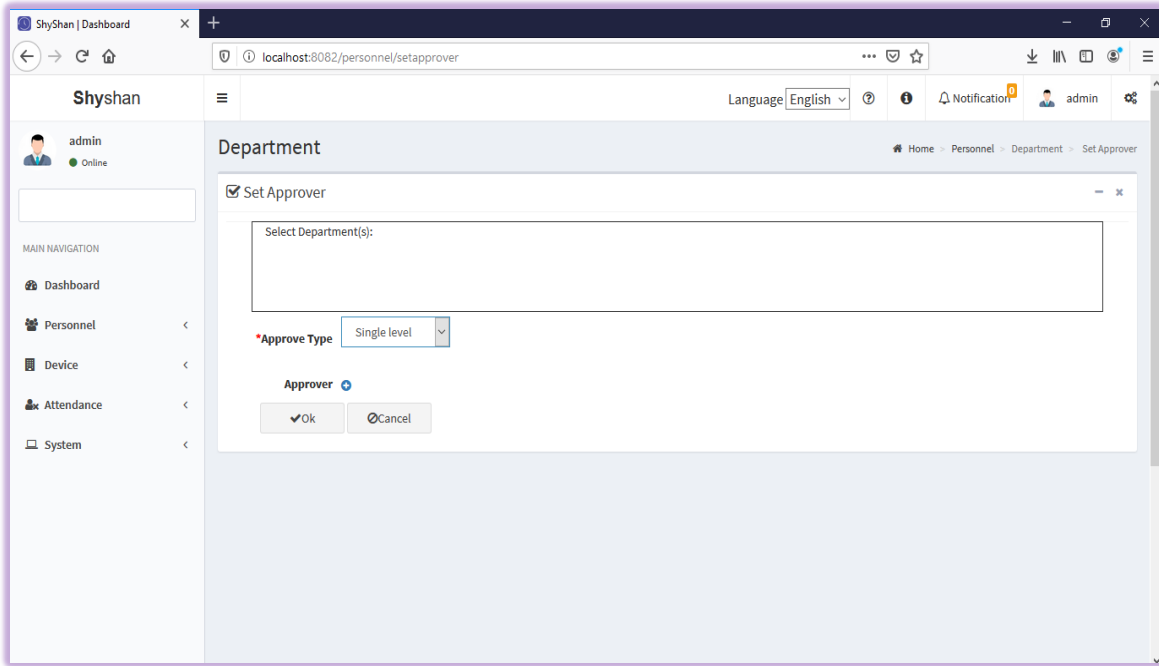 ShyShan | Dashboard
localhost:8082/personnel/setapprover
Shyshan
Language English
Notification 0
admin
admin
Online
Department
Home > Personnel > Department > Set Approver
Set Approver
Select Department(s):
MAIN NAVIGATION
Dashboard
Personnel
Device
Attendance
System
*Approve Type Single level
Approver
Ok Cancel